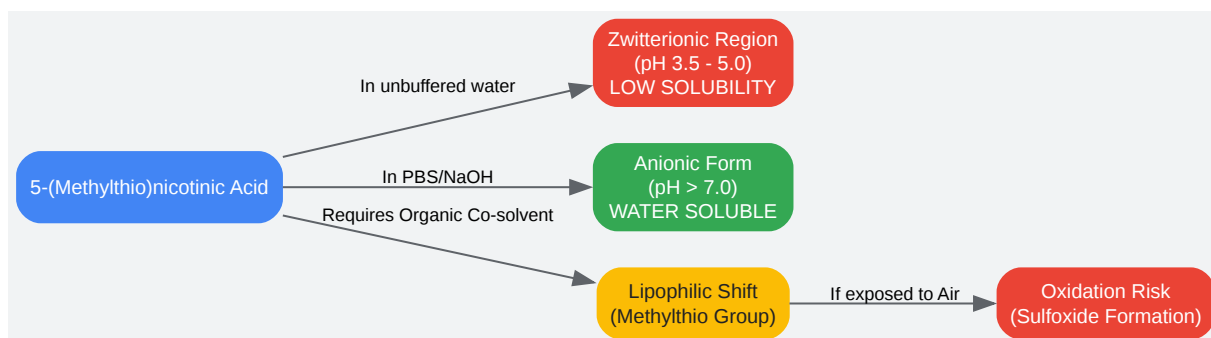 Zwitterionic Region
(pH 3.5 - 5.0)
LOW SOLUBILITY
In unbuffered water
5-(Methylthio)nicotinic Acid
In PBS/NaOH
Anionic Form
(pH > 7.0)
WATER SOLUBLE
Requires Organic Co-solvent
Lipophilic Shift
(Methylthio Group)
If exposed to Air
Oxidation Risk
(Sulfoxide Formation)